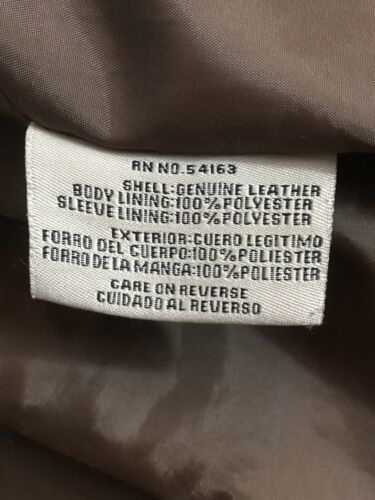 RN NO.54163
SHELL:GENUINE LEATHER
BODY LINING:100%POLYESTER
SLEEVE LINING:100%POLYESTER
EXTERIOR:CUERO LEGITIMO
FORRO DEL CUERPO:100%POLIESTER
FORRO DE LA MANGA:100%POLIESTER
CARE ON REVERSE
CUIDADO AL REVERSO